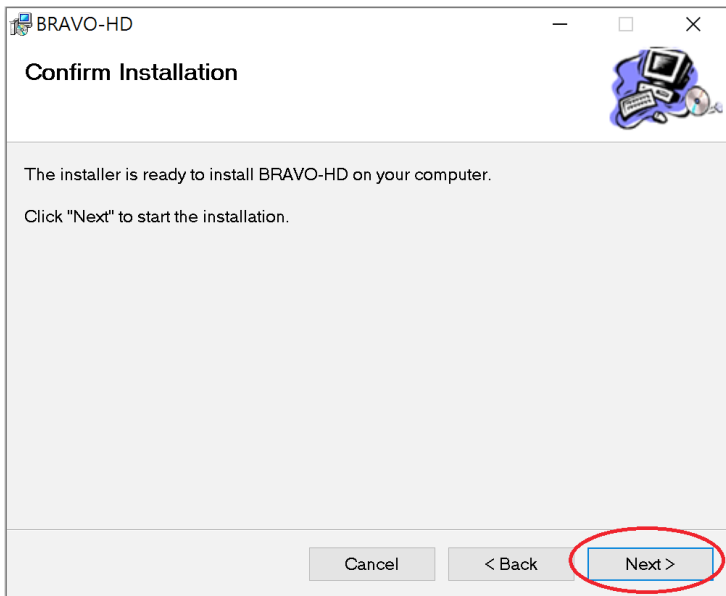 BRAVO-HD
Confirm Installation
The installer is ready to install BRAVO-HD on your computer.
Click "Next" to start the installation.
Cancel
< Back
Next >